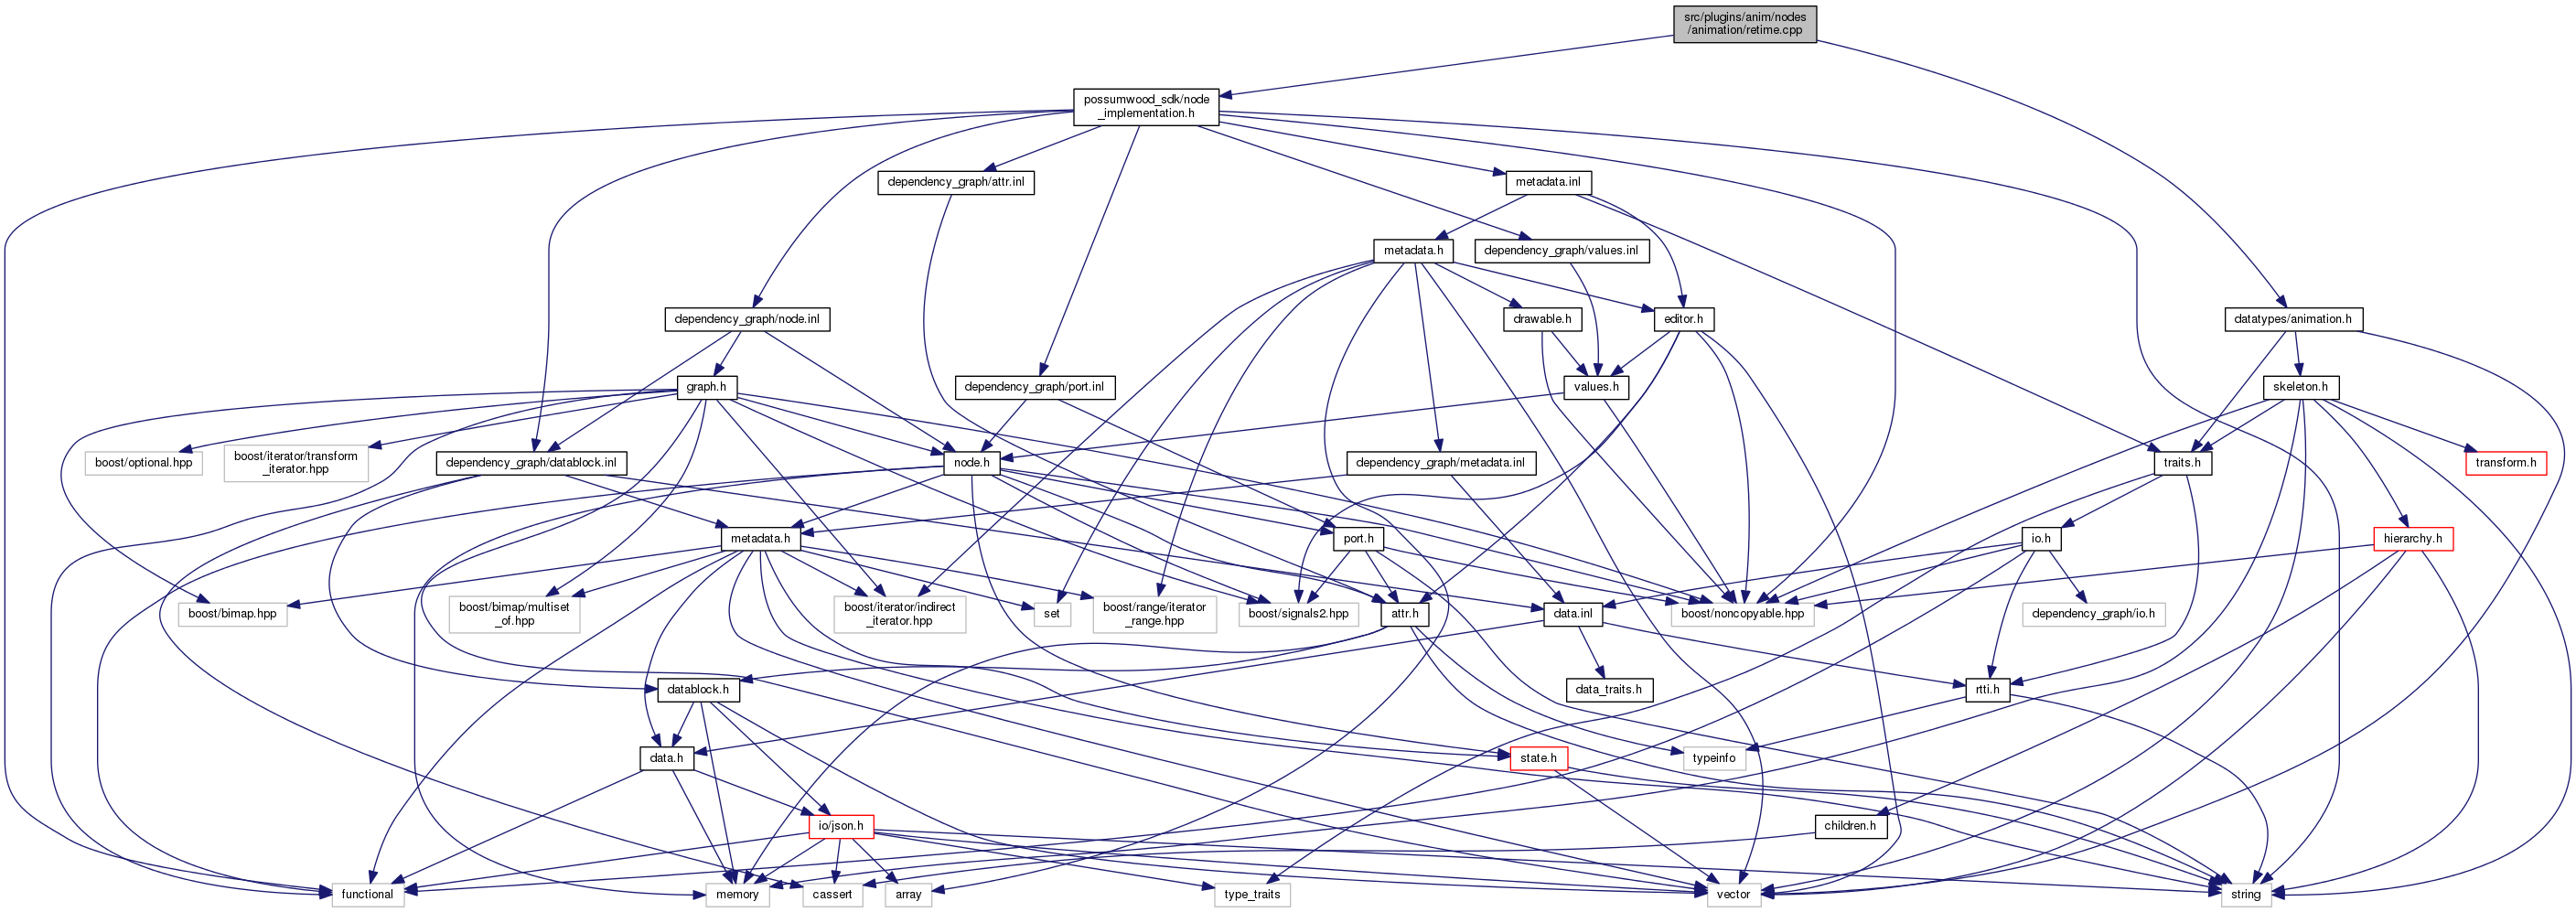 src/plugins/anim/nodes
/animation/retime.cpp
possumwood_sdk/node
_implementation.h
dependency_graph/attr.inl
metadata.inl
metadata.h
dependency_graph/values.inl
dependency_graph/node.inl
drawable.h
editor.h
datatypes/animation.h
graph.h
dependency_graph/port.inl
values.h
skeleton.h
boost/optional.hpp
boost/iterator/transform
_iterator.hpp
dependency_graph/datablock.inl
node.h
dependency_graph/metadata.inl
traits.h
transform.h
metadata.h
port.h
io.h
hierarchy.h
boost/bimap.hpp
boost/bimap/multiset
_of.hpp
boost/iterator/indirect
_iterator.hpp
set
boost/range/iterator
_range.hpp
boost/signals2.hpp
attr.h
data.inl
boost/noncopyable.hpp
dependency_graph/io.h
datablock.h
data_traits.h
rtti.h
data.h
state.h
typeinfo
io/json.h
children.h
functional
memory
cassert
array
type_traits
vector
string